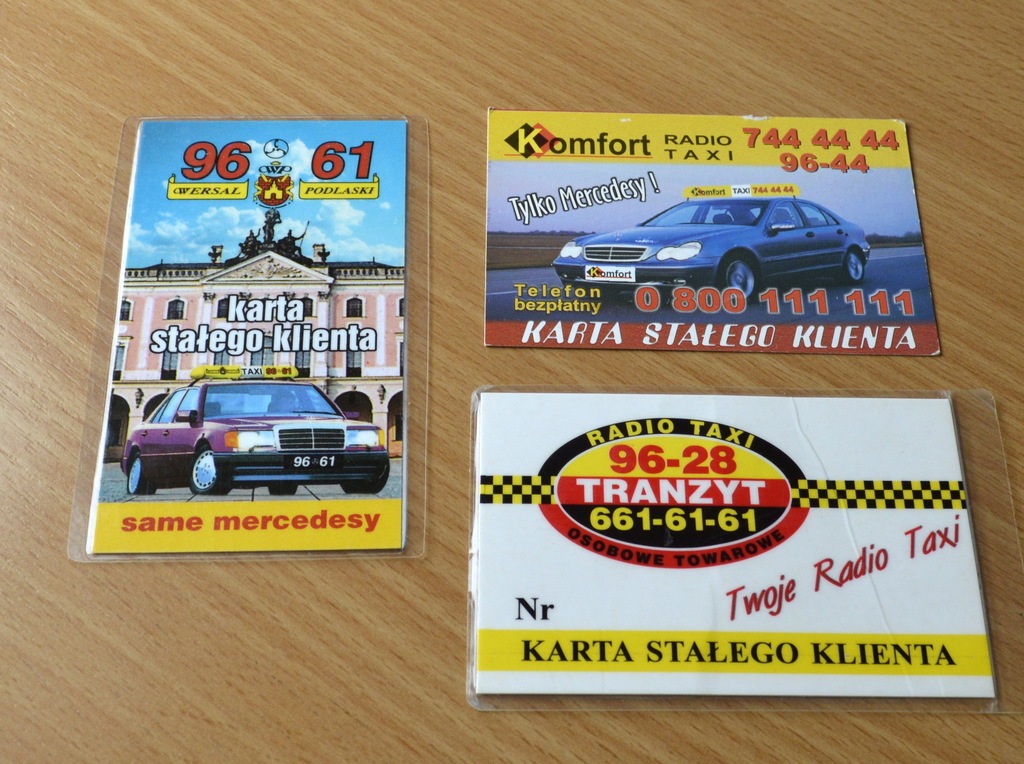 96 61
WERSAL PODLASKI
karta
stałego klienta
TAXI 96 61
96 61
same mercedesy
Komfort RADIO TAXI 744 44 44
96-44
Tylko Mercedesy !
Komfort TAXI 744 44 44
Komfort
Telefon bezpłatny 0 800 111 111
KARTA STAŁEGO KLIENTA
RADIO TAXI
96-28
TRANZYT
661-61-61
OSOBOWE TOWAROWE
Twoje Radio Taxi
Nr
KARTA STAŁEGO KLIENTA